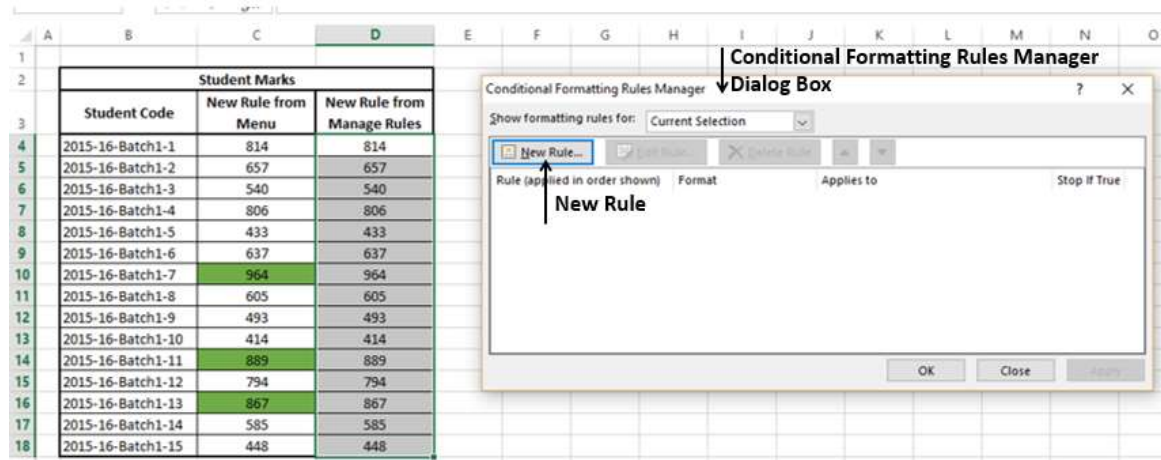 A B C D E F G H I J K L M N O
1
Conditional Formatting Rules Manager
Dialog Box
2 Student Marks
3 Student Code New Rule from Menu New Rule from Manage Rules
4 2015-16-Batch1-1 814 814
5 2015-16-Batch1-2 657 657
6 2015-16-Batch1-3 540 540
7 2015-16-Batch1-4 806 806
8 2015-16-Batch1-5 433 433
9 2015-16-Batch1-6 637 637
10 2015-16-Batch1-7 964 964
11 2015-16-Batch1-8 605 605
12 2015-16-Batch1-9 493 493
13 2015-16-Batch1-10 414 414
14 2015-16-Batch1-11 889 889
15 2015-16-Batch1-12 794 794
16 2015-16-Batch1-13 867 867
17 2015-16-Batch1-14 585 585
18 2015-16-Batch1-15 448 448
Conditional Formatting Rules Manager ? X
Show formatting rules for: Current Selection
New Rule... Edit Rule... Delete Rule
Rule (applied in order shown) Format Applies to Stop If True
New Rule
OK Close Apply